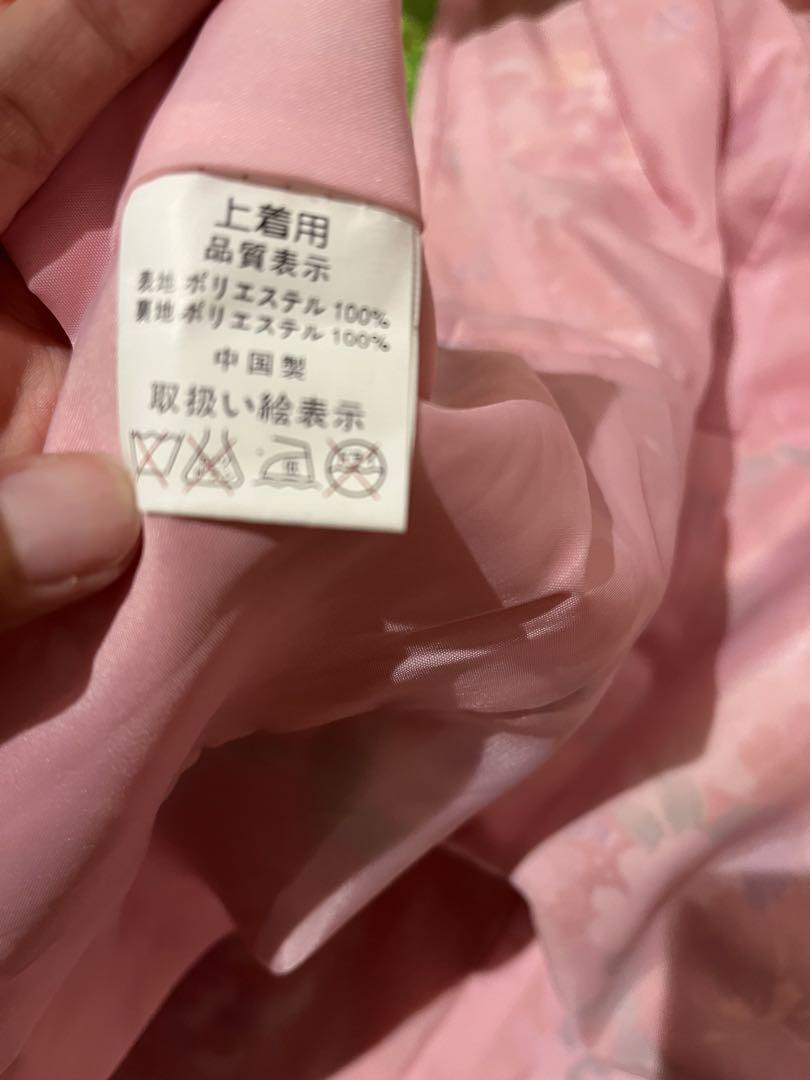 上着用
品質表示
表地 ポリエステル 100%
裏地 ポリエステル 100%
中国製
取扱い絵表示
低